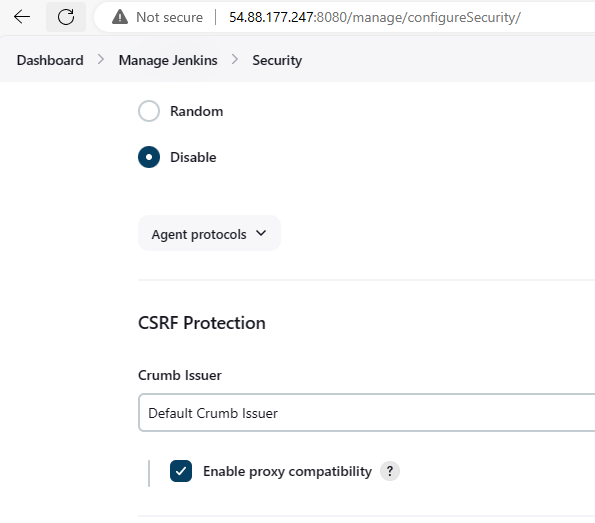 Not secure 54.88.177.247:8080/manage/configureSecurity/
Dashboard > Manage Jenkins > Security
Random
Disable
Agent protocols
CSRF Protection
Crumb Issuer
Default Crumb Issuer
Enable proxy compatibility ?